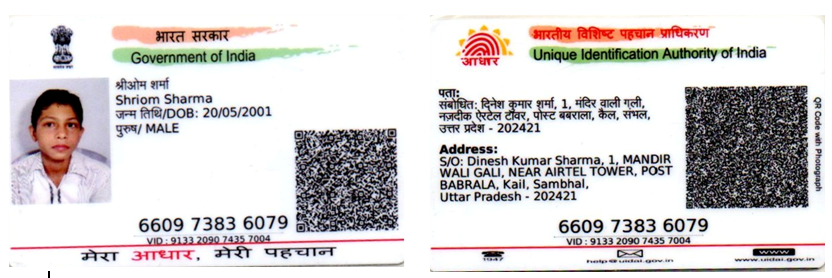 भारत सरकार
Government of India
श्रीओम शर्मा
Shriom Sharma
जन्म तिथि/DOB: 20/05/2001
पुरुष/ MALE
6609 7383 6079
VID : 9133 2090 7435 7004
मेरा आधार, मेरी पहचान
आधार
भारतीय विशिष्ट पहचान प्राधिकरण
Unique Identification Authority of India
पता:
संबोधित: दिनेश कुमार शर्मा, 1, मंदिर वाली गली,
नज़दीक ऐरटेल टॉवर, पोस्ट बबराला, कैल, संभल,
उत्तर प्रदेश - 202421
Address:
S/O: Dinesh Kumar Sharma, 1, MANDIR
WALI GALI, NEAR AIRTEL TOWER, POST
BABRALA, Kail, Sambhal,
Uttar Pradesh - 202421
QR Code with Photograph
6609 7383 6079
VID : 9133 2090 7435 7004
1947
help@uidai.gov.in
www
www.uidai.gov.in